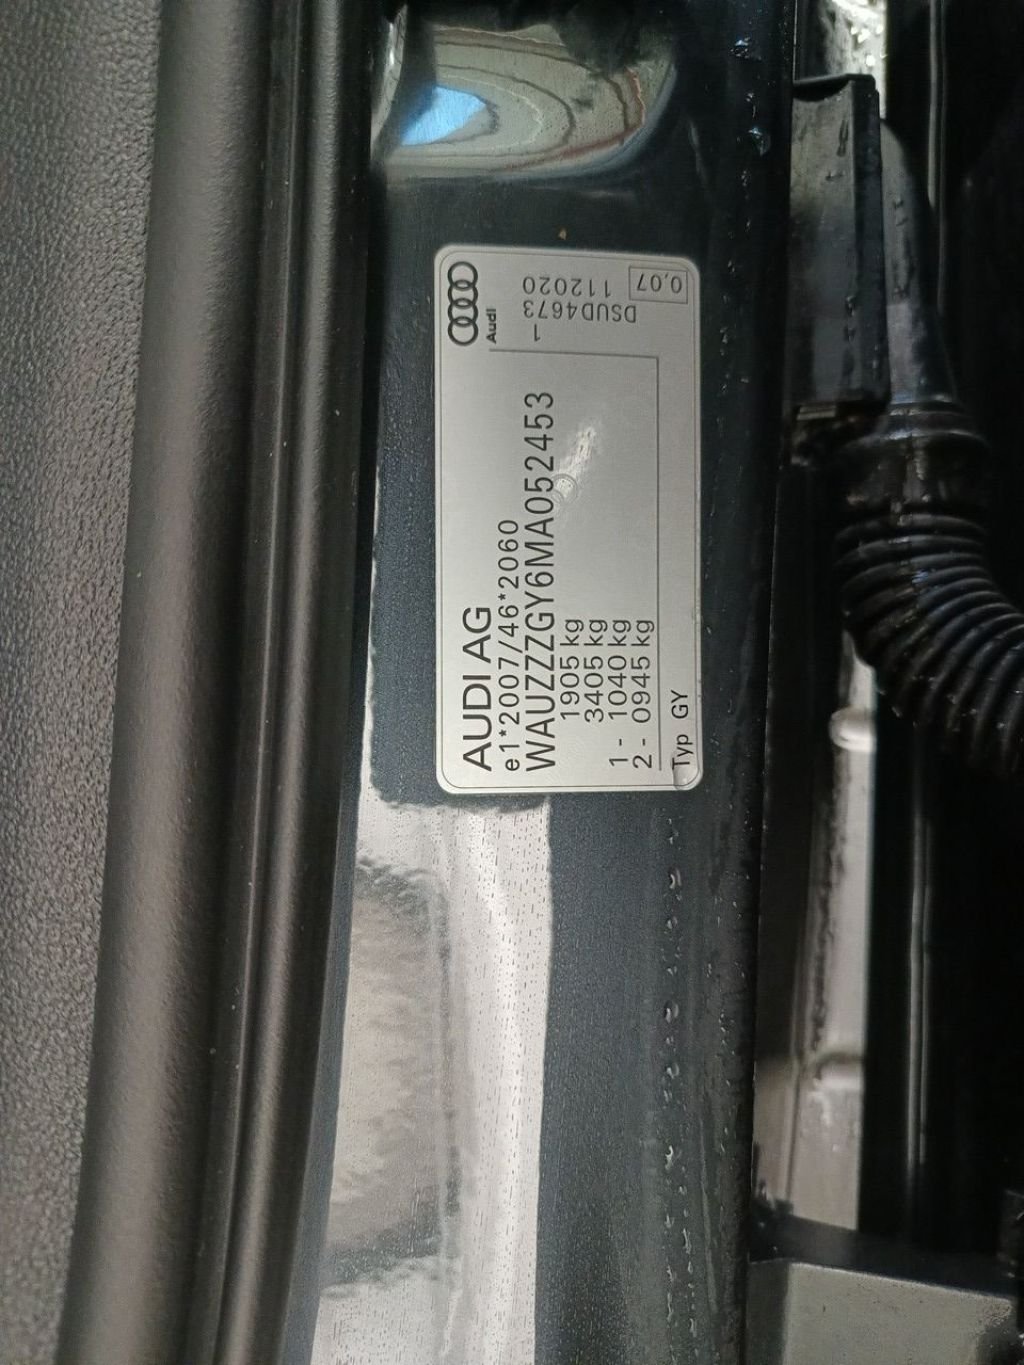 AUDI AG
e1*2007/46*2060
WAUZZZGY6MA052453
1905 kg
3405 kg
1 - 1040 kg
2 - 0945 kg
Typ GY
Audi
1 112020
DSUD4673
0,07